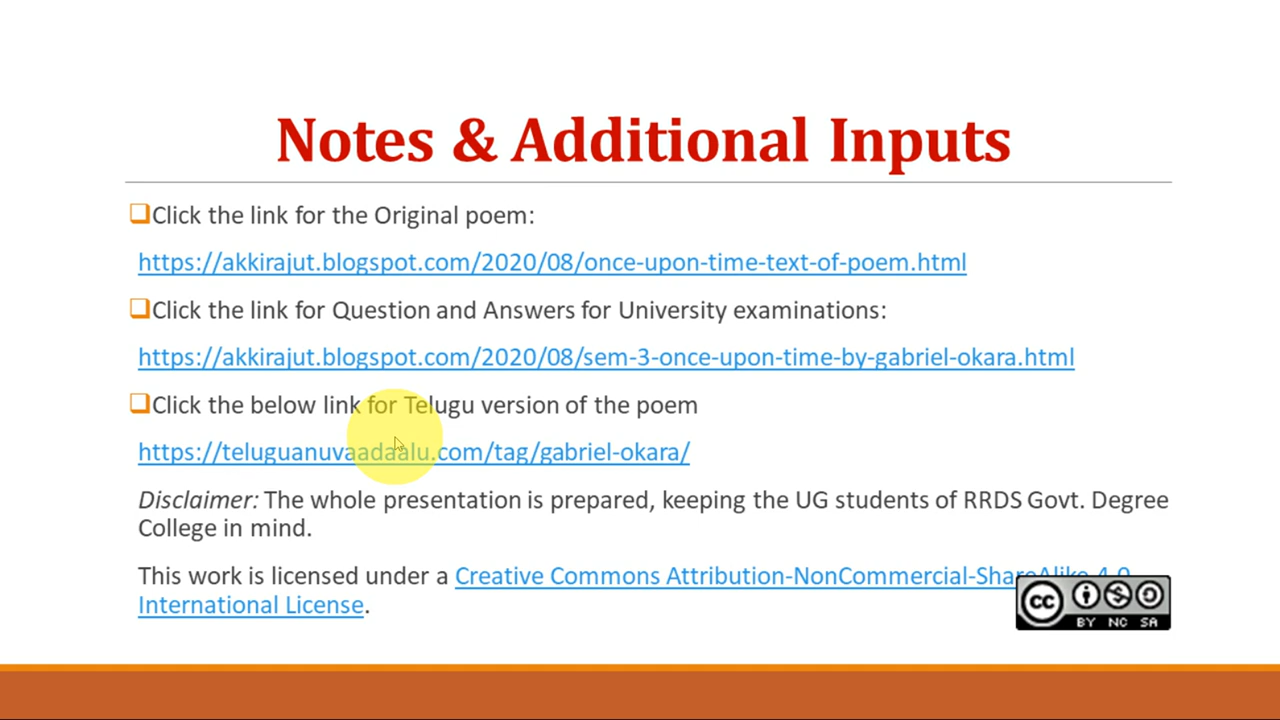 Notes & Additional Inputs
Click the link for the Original poem:
https://akkirajut.blogspot.com/2020/08/once-upon-time-text-of-poem.html
Click the link for Question and Answers for University examinations:
https://akkirajut.blogspot.com/2020/08/sem-3-once-upon-time-by-gabriel-okara.html
Click the below link for Telugu version of the poem
https://teluguanuvaadaalu.com/tag/gabriel-okara/
Disclaimer: The whole presentation is prepared, keeping the UG students of RRDS Govt. Degree
College in mind.
This work is licensed under a Creative Commons Attribution-NonCommercial-ShareAlike 4.0
International License.
cc
BY NC SA